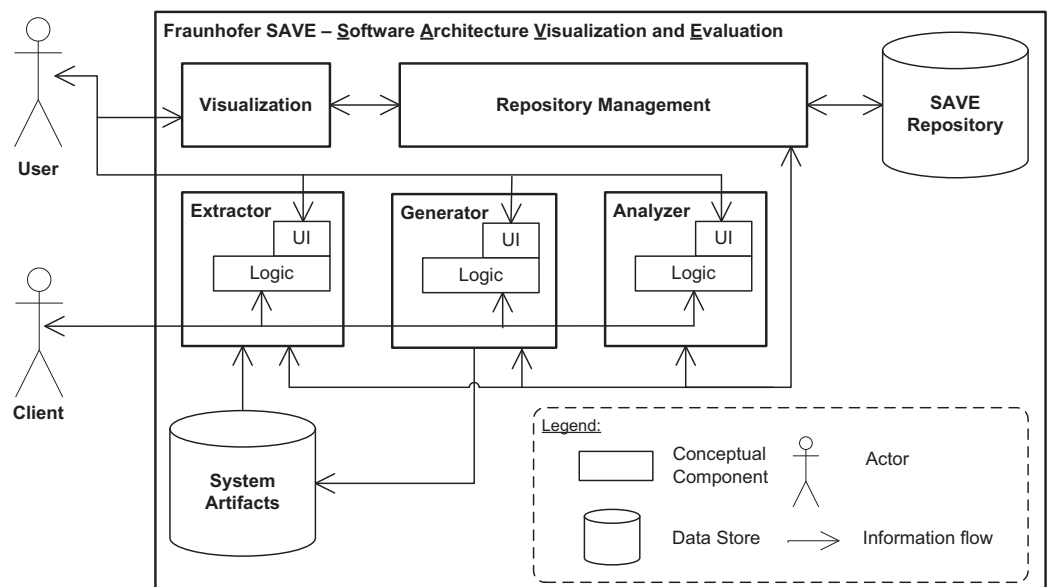 Fraunhofer SAVE – Software Architecture Visualization and Evaluation
Visualization
Repository Management
SAVE
Repository
User
Extractor
UI
Logic
Generator
UI
Logic
Analyzer
UI
Logic
Client
System
Artifacts
Legend:
Conceptual
Component
Actor
Data Store
Information flow